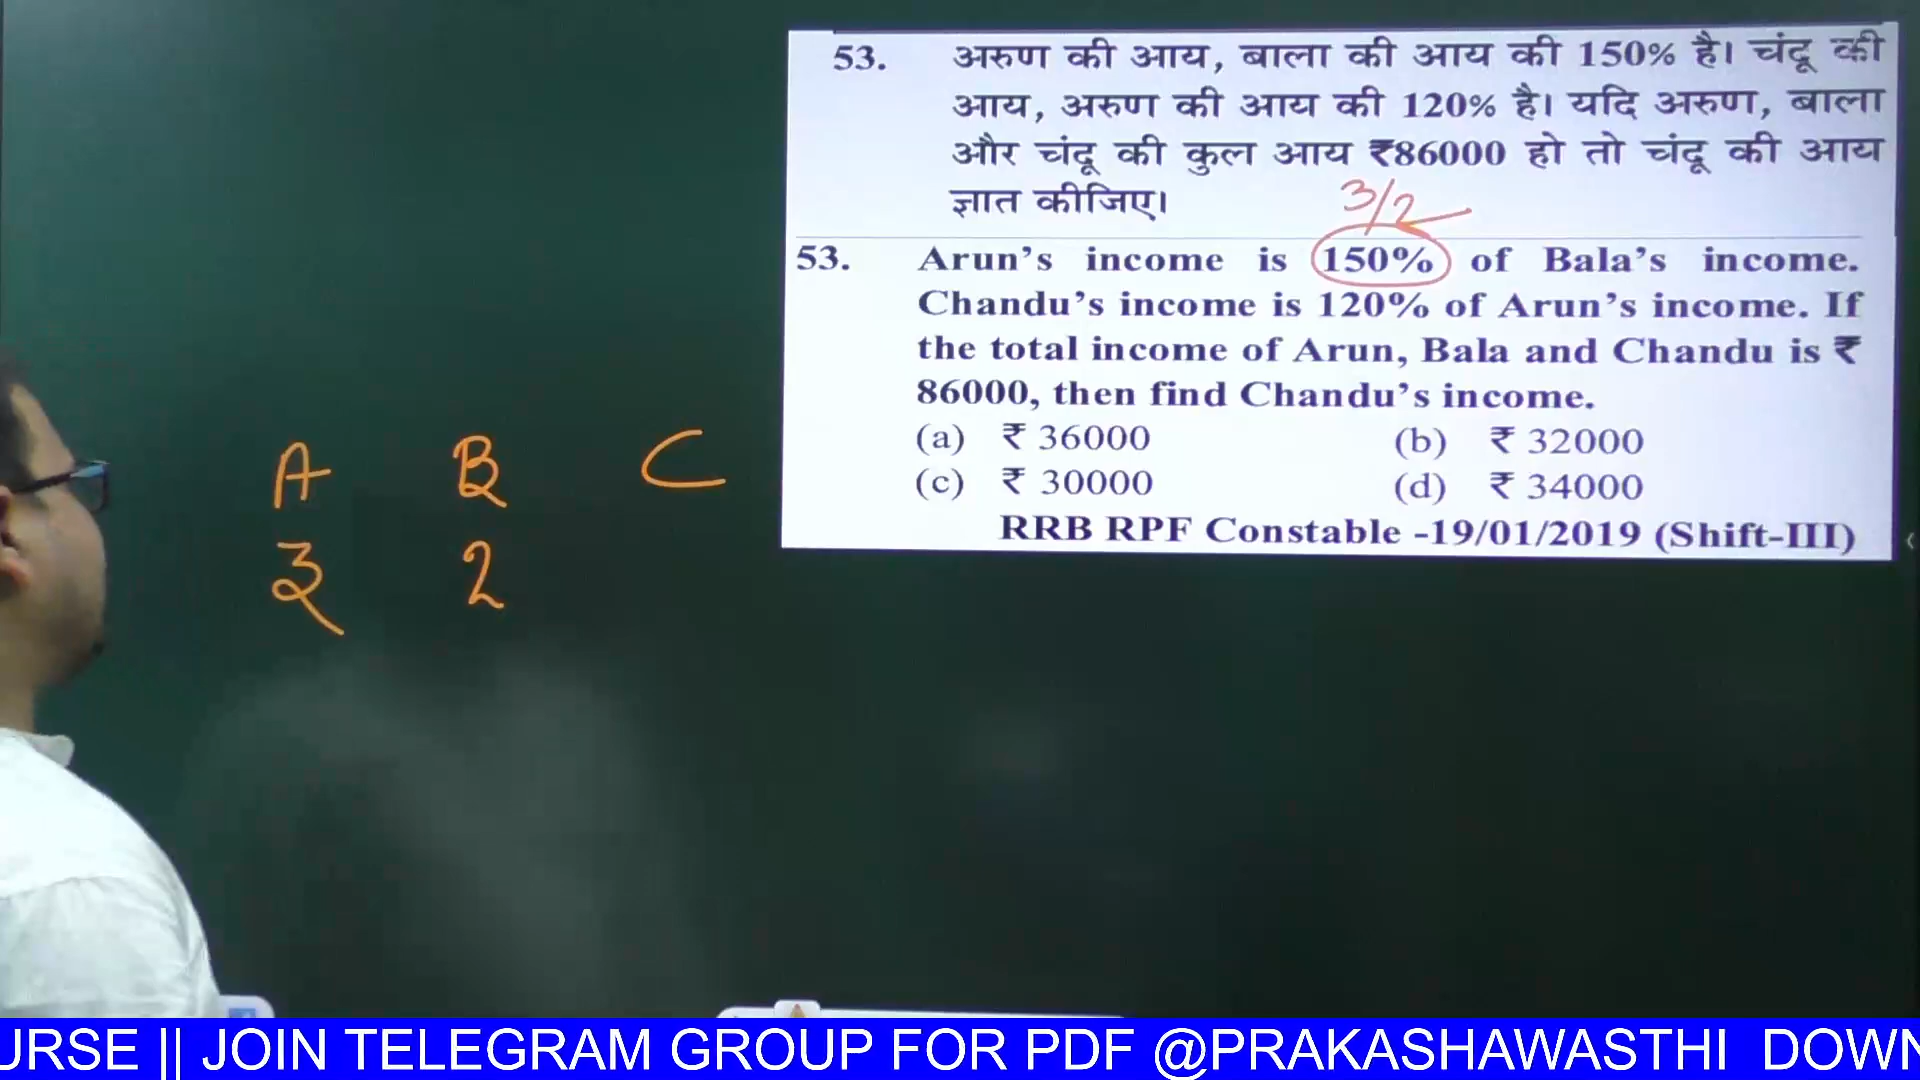 53. अरुण की आय, बाला की आय की 150% है। चंदू की
आय, अरुण की आय की 120% है। यदि अरुण, बाला
और चंदू की कुल आय ₹86000 हो तो चंदू की आय
ज्ञात कीजिए।
3/2
53. Arun's income is 150% of Bala's income.
Chandu's income is 120% of Arun's income. If
the total income of Arun, Bala and Chandu is ₹
86000, then find Chandu's income.
(a) ₹ 36000 (b) ₹ 32000
(c) ₹ 30000 (d) ₹ 34000
RRB RPF Constable -19/01/2019 (Shift-III)
A B C
3 2
URSE || JOIN TELEGRAM GROUP FOR PDF @PRAKASHAWASTHI DOWN